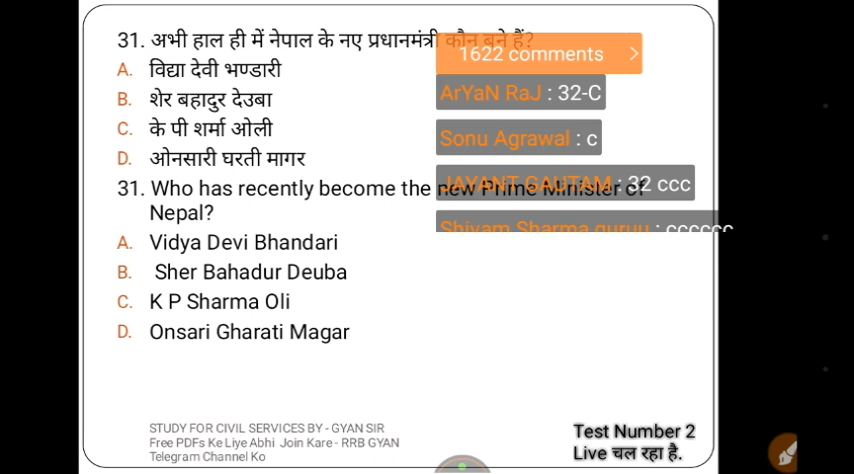 31. अभी हाल ही में नेपाल के नए प्रधानमंत्री कौन बने हैं?
1622 comments >
A. विद्या देवी भण्डारी
B. शेर बहादुर देउबा
ArYaN RaJ : 32-C
C. के पी शर्मा ओली
Sonu Agrawal : c
D. ओनसारी घरती मागर
31. Who has recently become the new Prime Minister of
JAYANT GAUTAM : 32 ccc
Nepal?
Shivam Sharma guruu : cccccc
A. Vidya Devi Bhandari
B. Sher Bahadur Deuba
C. K P Sharma Oli
D. Onsari Gharati Magar
STUDY FOR CIVIL SERVICES BY - GYAN SIR
Free PDFs Ke Liye Abhi Join Kare - RRB GYAN
Telegram Channel Ko
Test Number 2
Live चल रहा है.